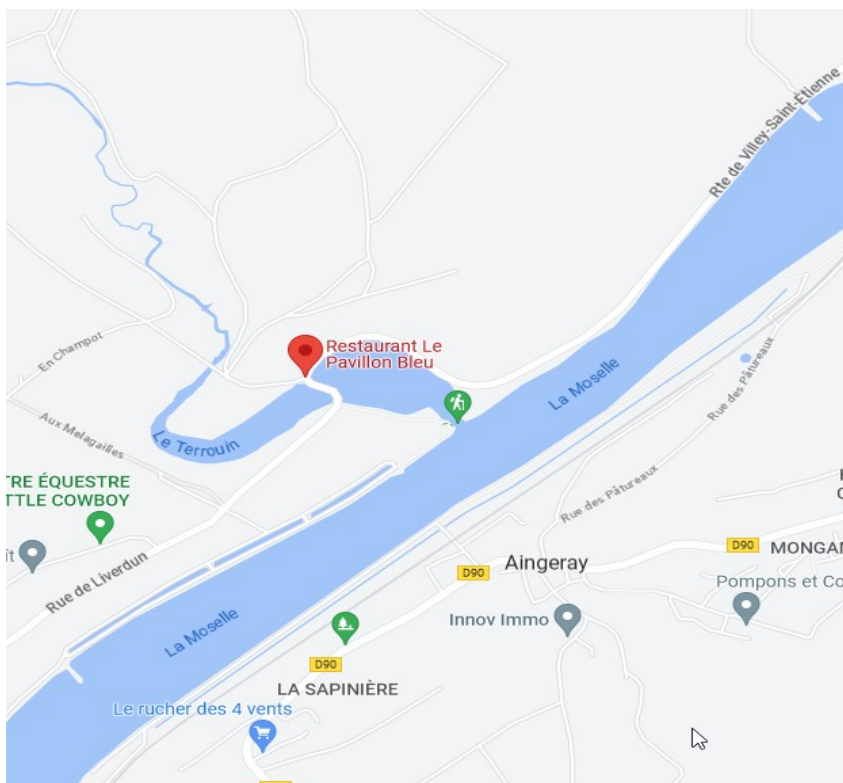 Rte de Villey-Saint-Étienne
En Champot
Restaurant Le
Pavillon Bleu
La Moselle
Rue des Pâtureaux
Aux Melagailles
Le Terrouin
TRE ÉQUESTRE
TTLE COWBOY
Rue des Pâtureaux
ît
Rue de Liverdun
D90
MONGAN
D90
Aingeray
Pompons et Co
La Moselle
Innov Immo
D90
LA SAPINIÈRE
Le rucher des 4 vents